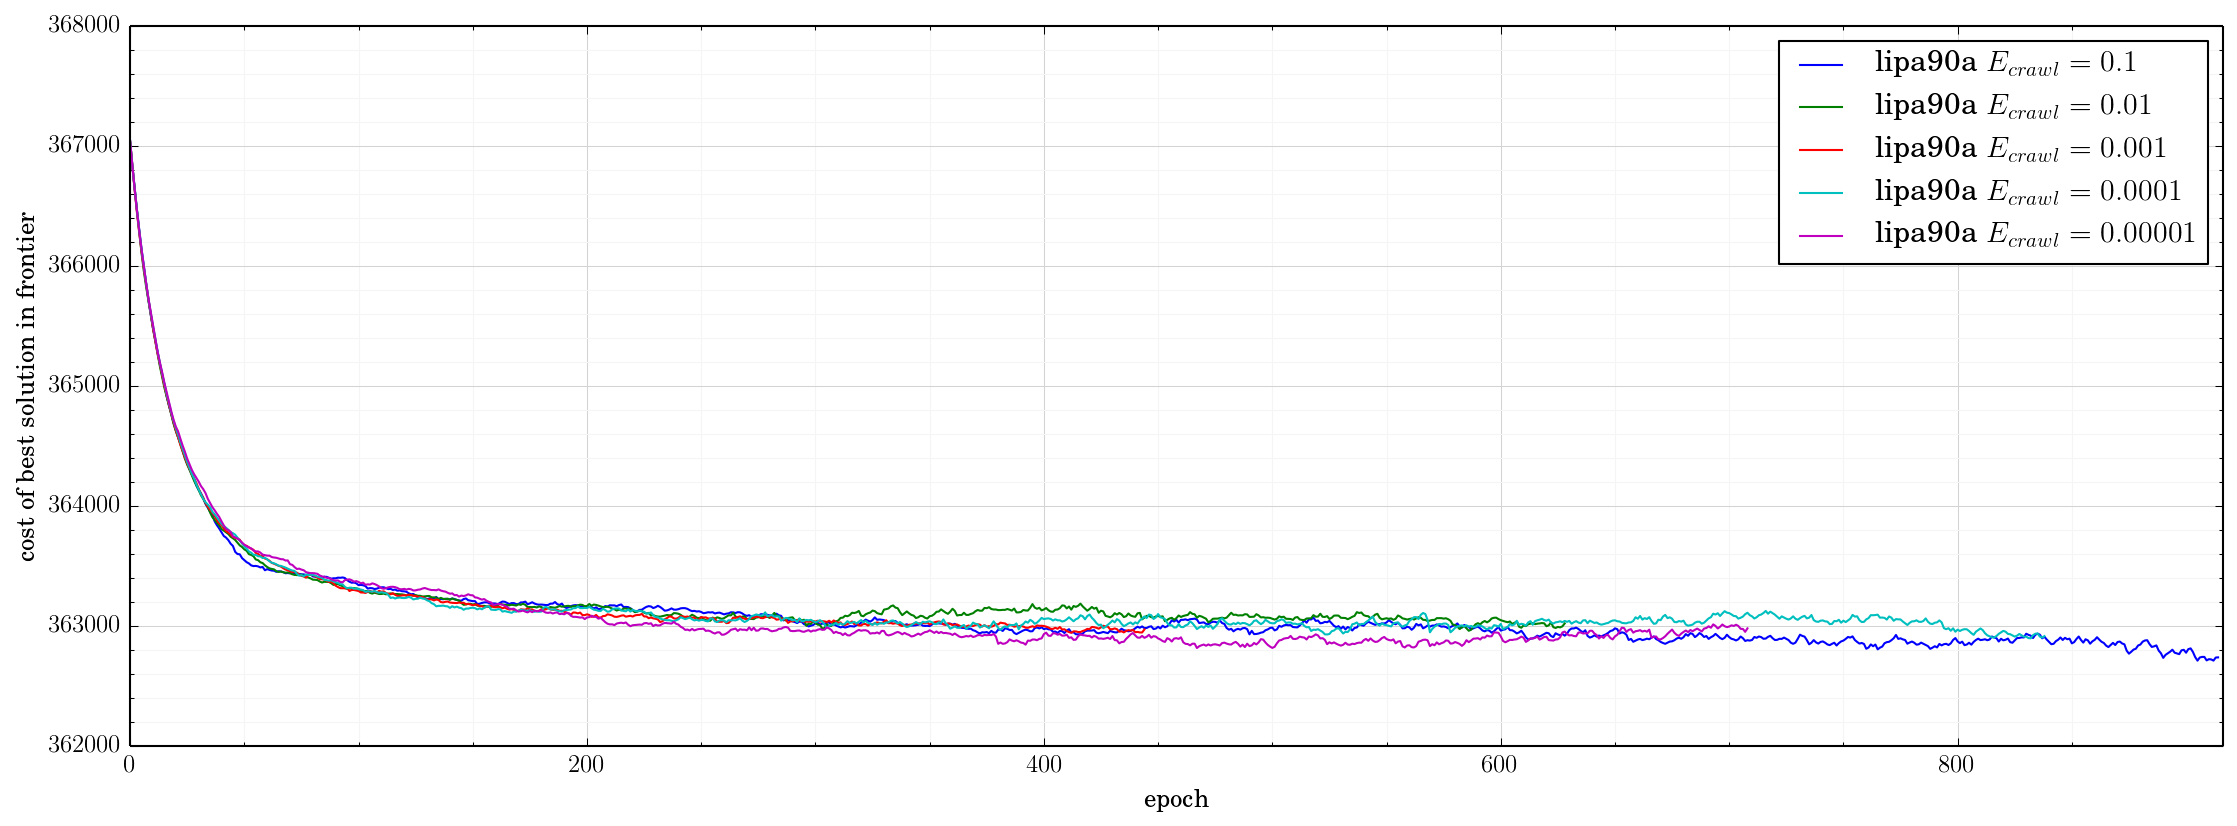 368000
367000
366000
365000
364000
363000
362000
cost of best solution in frontier
0 200 400 600 800
epoch
lipa90a E_crawl = 0.1
lipa90a E_crawl = 0.01
lipa90a E_crawl = 0.001
lipa90a E_crawl = 0.0001
lipa90a E_crawl = 0.00001